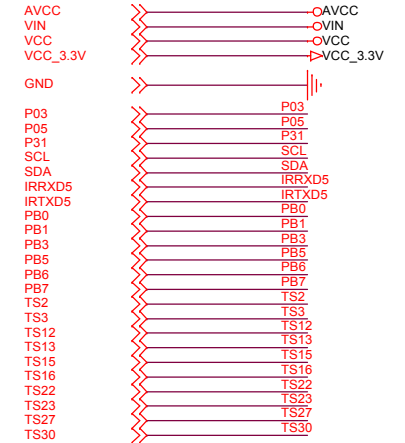 AVCC AVCC
VIN VIN
VCC VCC
VCC_3.3V VCC_3.3V
GND
P03 P03
P05 P05
P31 P31
SCL SCL
SDA SDA
IRRXD5 IRRXD5
IRTXD5 IRTXD5
PB0 PB0
PB1 PB1
PB3 PB3
PB5 PB5
PB6 PB6
PB7 PB7
TS2 TS2
TS3 TS3
TS12 TS12
TS13 TS13
TS15 TS15
TS16 TS16
TS22 TS22
TS23 TS23
TS27 TS27
TS30 TS30